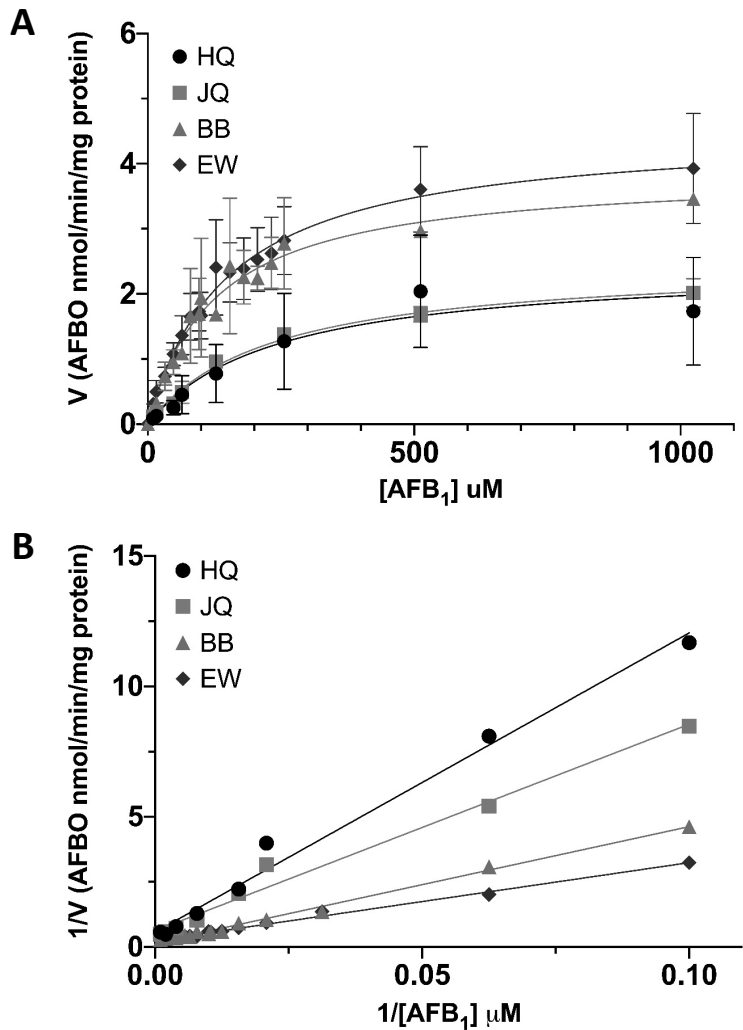 A
V (AFBO nmol/min/mg protein)
6
4
2
0
HQ
JQ
BB
EW
0
500
1000
[AFB₁] uM
B
1/V (AFBO nmol/min/mg protein)
15
10
5
0
HQ
JQ
BB
EW
0.00
0.05
0.10
1/[AFB₁] μM